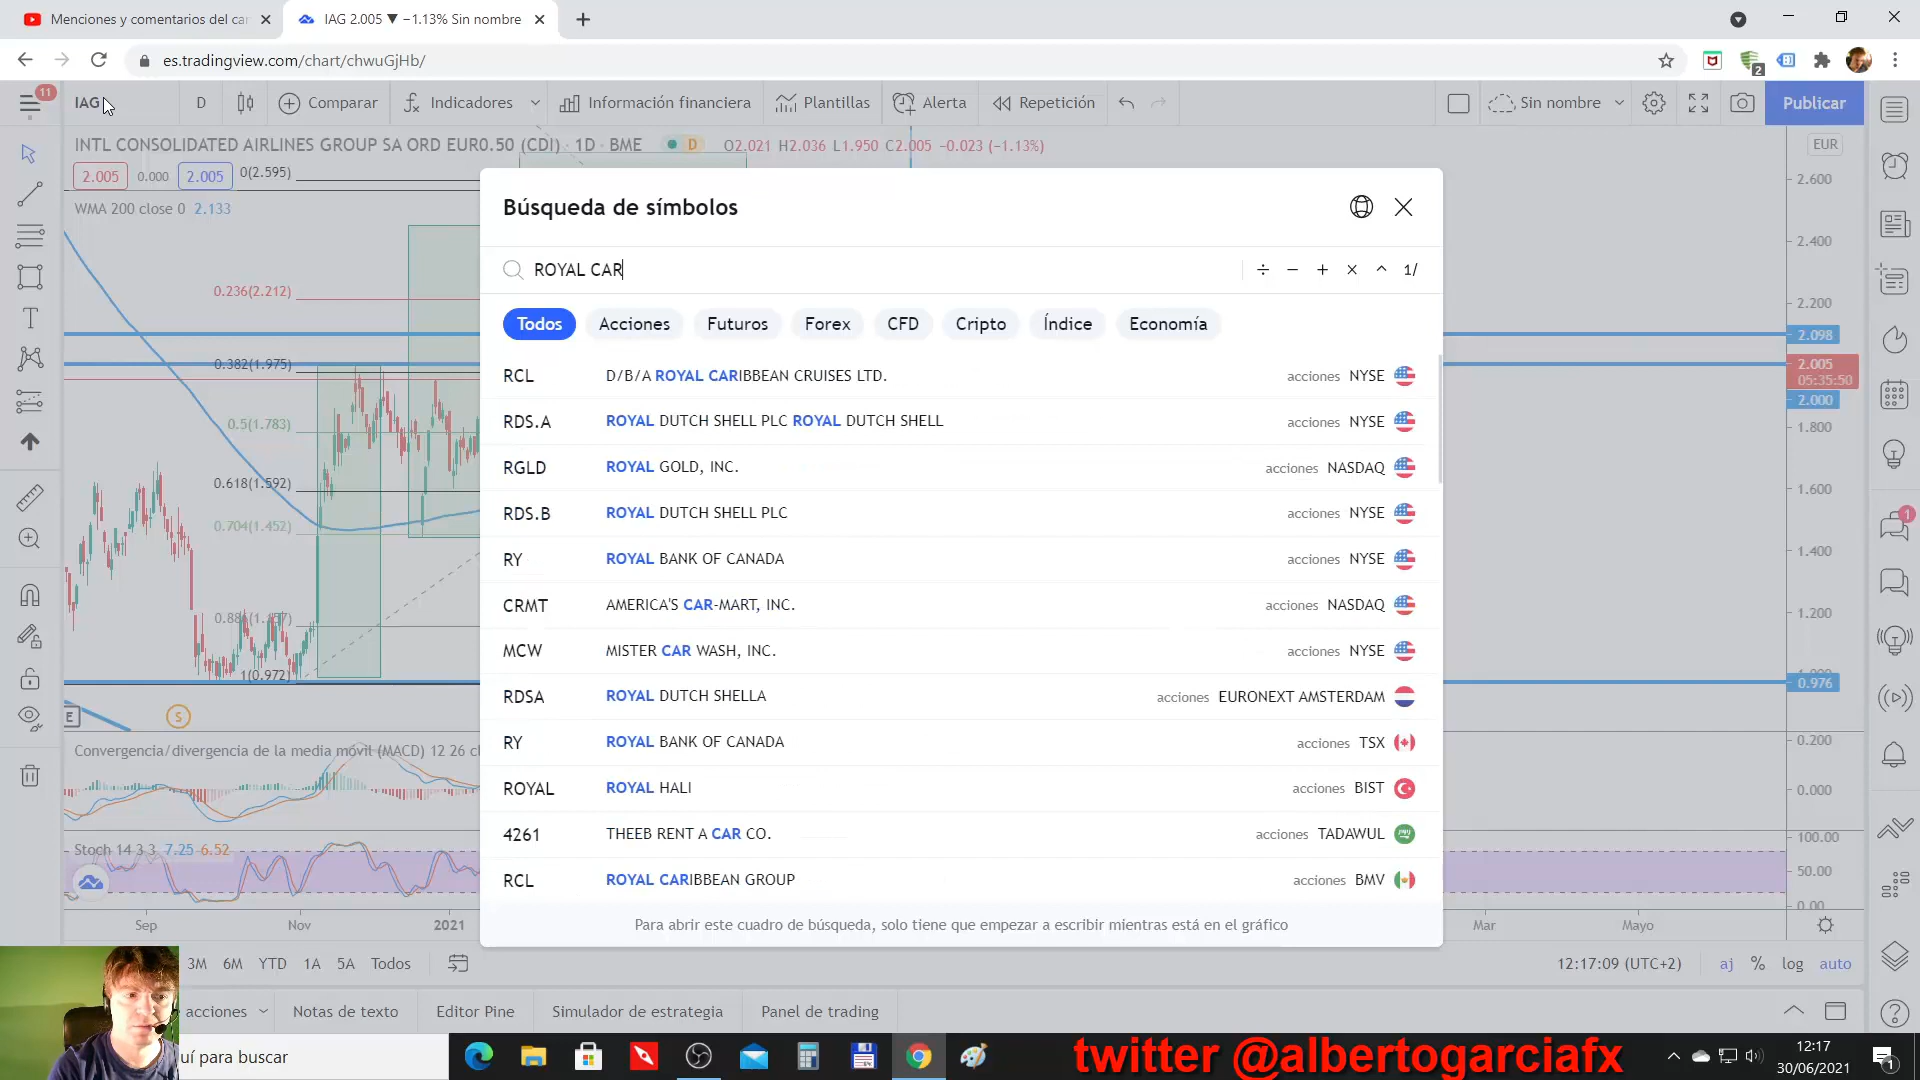 Menciones y comentarios del car
IAG 2.005 ▼ −1.13% Sin nombre
es.tradingview.com/chart/chwuGjHb/
2
11
IAG
D
Comparar
Indicadores
Información financiera
Plantillas
Alerta
Repetición
Sin nombre
Publicar
INTL CONSOLIDATED AIRLINES GROUP SA ORD EUR0.50 (CDI) · 1D · BME
D
O2.021 H2.036 L1.950 C2.005 −0.023 (−1.13%)
EUR
2.005 0.000 2.005
0(2.595)
WMA 200 close 0 2.133
0.236(2.212)
0.382(1.975)
0.5(1.783)
0.618(1.592)
0.704(1.452)
1(0.972)
E
S
Convergencia/divergencia de la media móvil (MACD) 12 26 cl
Stoch 14 3 3 7.25 6.52
Sep
Nov
2021
Búsqueda de símbolos
ROYAL CAR
÷ − + × ^ 1/
Todos
Acciones
Futuros
Forex
CFD
Cripto
Índice
Economía
RCL D/B/A ROYAL CARIBBEAN CRUISES LTD. acciones NYSE
RDS.A ROYAL DUTCH SHELL PLC ROYAL DUTCH SHELL acciones NYSE
RGLD ROYAL GOLD, INC. acciones NASDAQ
RDS.B ROYAL DUTCH SHELL PLC acciones NYSE
RY ROYAL BANK OF CANADA acciones NYSE
CRMT AMERICA'S CAR-MART, INC. acciones NASDAQ
MCW MISTER CAR WASH, INC. acciones NYSE
RDSA ROYAL DUTCH SHELLA acciones EURONEXT AMSTERDAM
RY ROYAL BANK OF CANADA acciones TSX
ROYAL ROYAL HALI acciones BIST
4261 THEEB RENT A CAR CO. acciones TADAWUL
RCL ROYAL CARIBBEAN GROUP acciones BMV
Para abrir este cuadro de búsqueda, solo tiene que empezar a escribir mientras está en el gráfico
2.600
2.400
2.200
2.098
2.005
05:35:50
2.000
1.800
1.600
1.400
1.200
0.976
0.200
0.000
100.00
50.00
0.00
Mar
Mayo
1
3M 6M YTD 1A 5A Todos
12:17:09 (UTC+2)
aj % log auto
acciones
Notas de texto
Editor Pine
Simulador de estrategia
Panel de trading
uí para buscar
twitter @albertogarciafx
12:17
30/06/2021
1